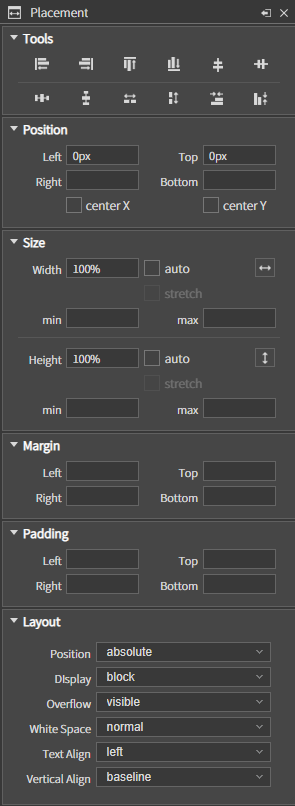 Placement
Tools
Position
Left 0px Top 0px
Right Bottom
center X center Y
Size
Width 100% auto
stretch
min max
Height 100% auto
stretch
min max
Margin
Left Top
Right Bottom
Padding
Left Top
Right Bottom
Layout
Position absolute
DIsplay block
Overflow visible
White Space normal
Text Align left
Vertical Align baseline